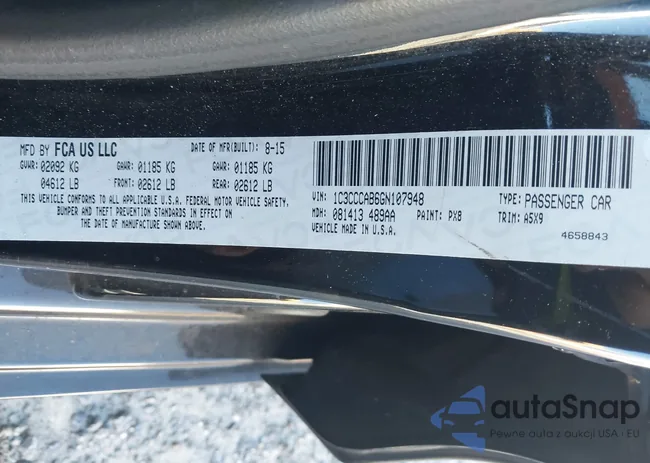 MFD BY FCA US LLC DATE OF MFR(BUILT): 8-15
GVWR: 02092 KG GAWR: 01185 KG GAWR: 01185 KG
04612 LB FRONT: 02612 LB REAR: 02612 LB
THIS VEHICLE CONFORMS TO ALL APPLICABLE U.S.A. FEDERAL MOTOR VEHICLE SAFETY,
BUMPER AND THEFT PREVENTION STANDARDS IN EFFECT ON
THE DATE OF MANUFACTURE SHOWN ABOVE.
VIN: 1C3CCCAB6GN107948 TYPE: PASSENGER CAR
MDH: 081413 489AA PAINT: PX8 TRIM: A5X9
VEHICLE MADE IN U.S.A.
4658843
autaSnap
Pewne auta z aukcji USA · EU